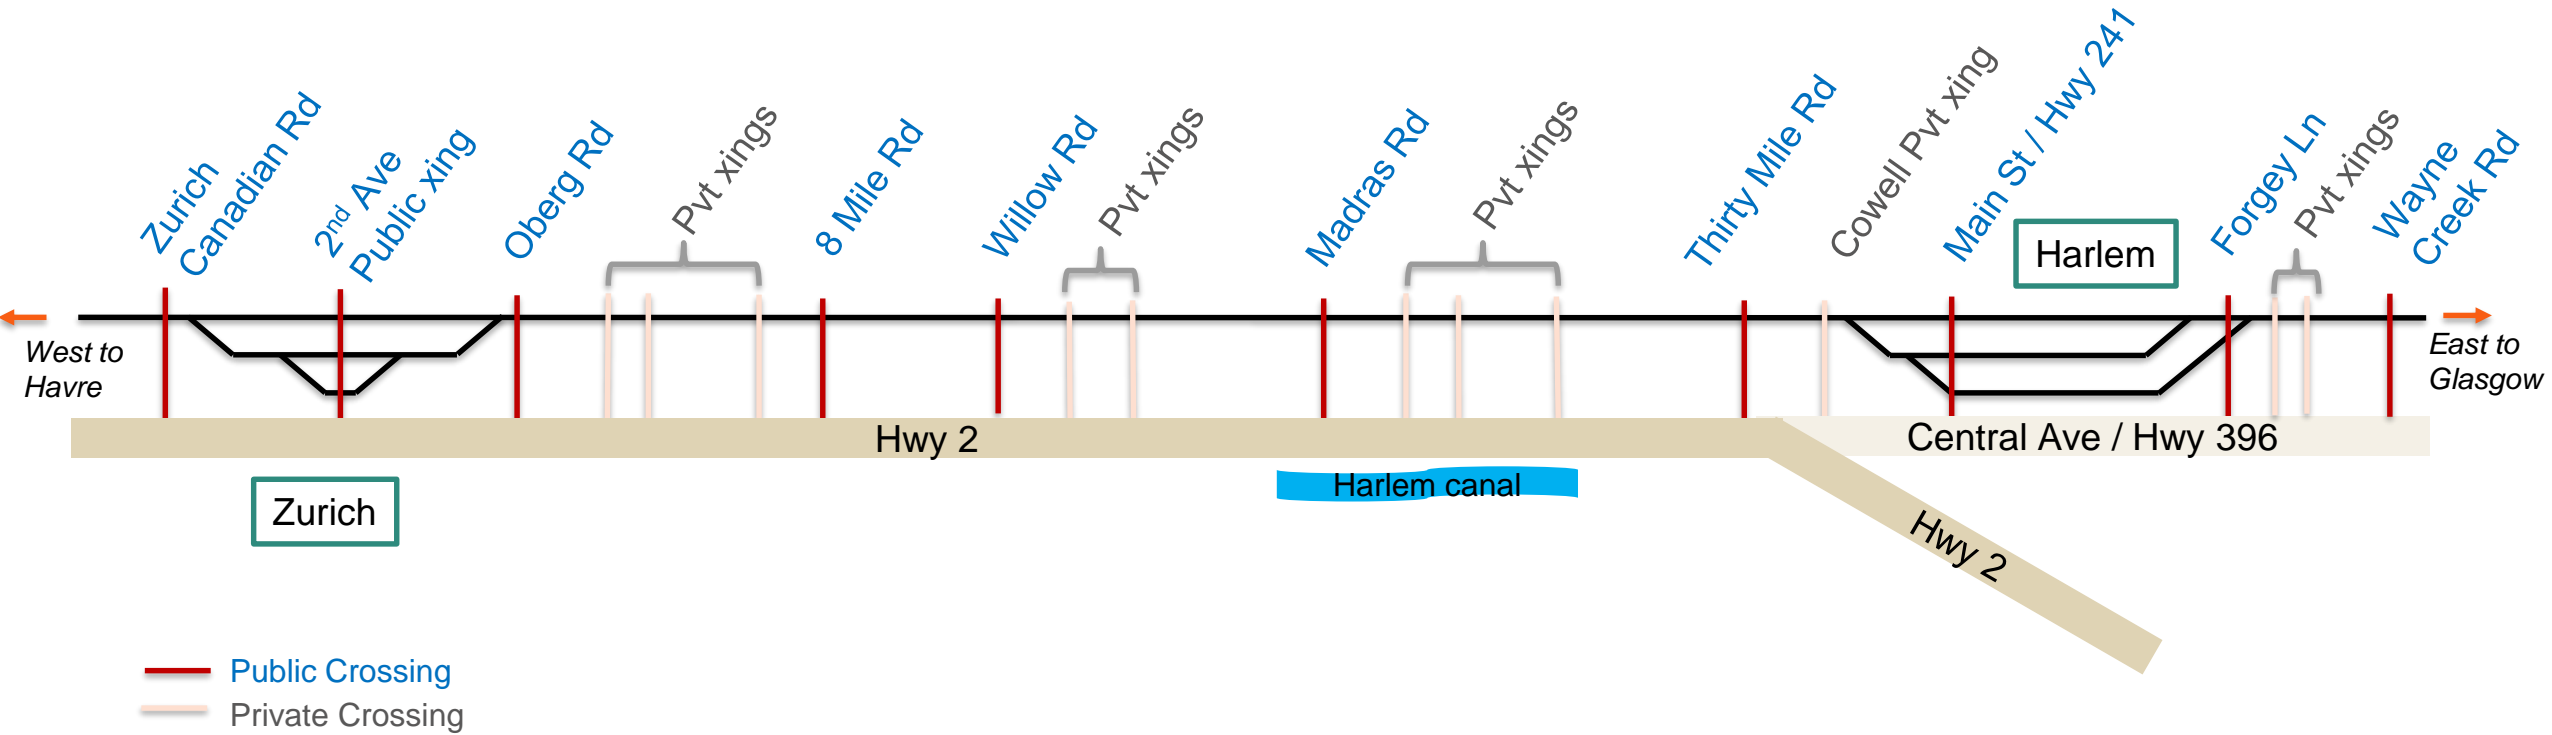 Zurich
Canadian Rd
2nd Ave
Public xing
Oberg Rd
Pvt xings
8 Mile Rd
Willow Rd
Pvt xings
Madras Rd
Pvt xings
Thirty Mile Rd
Cowell Pvt xing
Main St / Hwy 241
Harlem
Forgey Ln
Pvt xings
Wayne
Creek Rd
West to
Havre
East to
Glasgow
Hwy 2
Central Ave / Hwy 396
Harlem canal
Zurich
Hwy 2
Public Crossing
Private Crossing